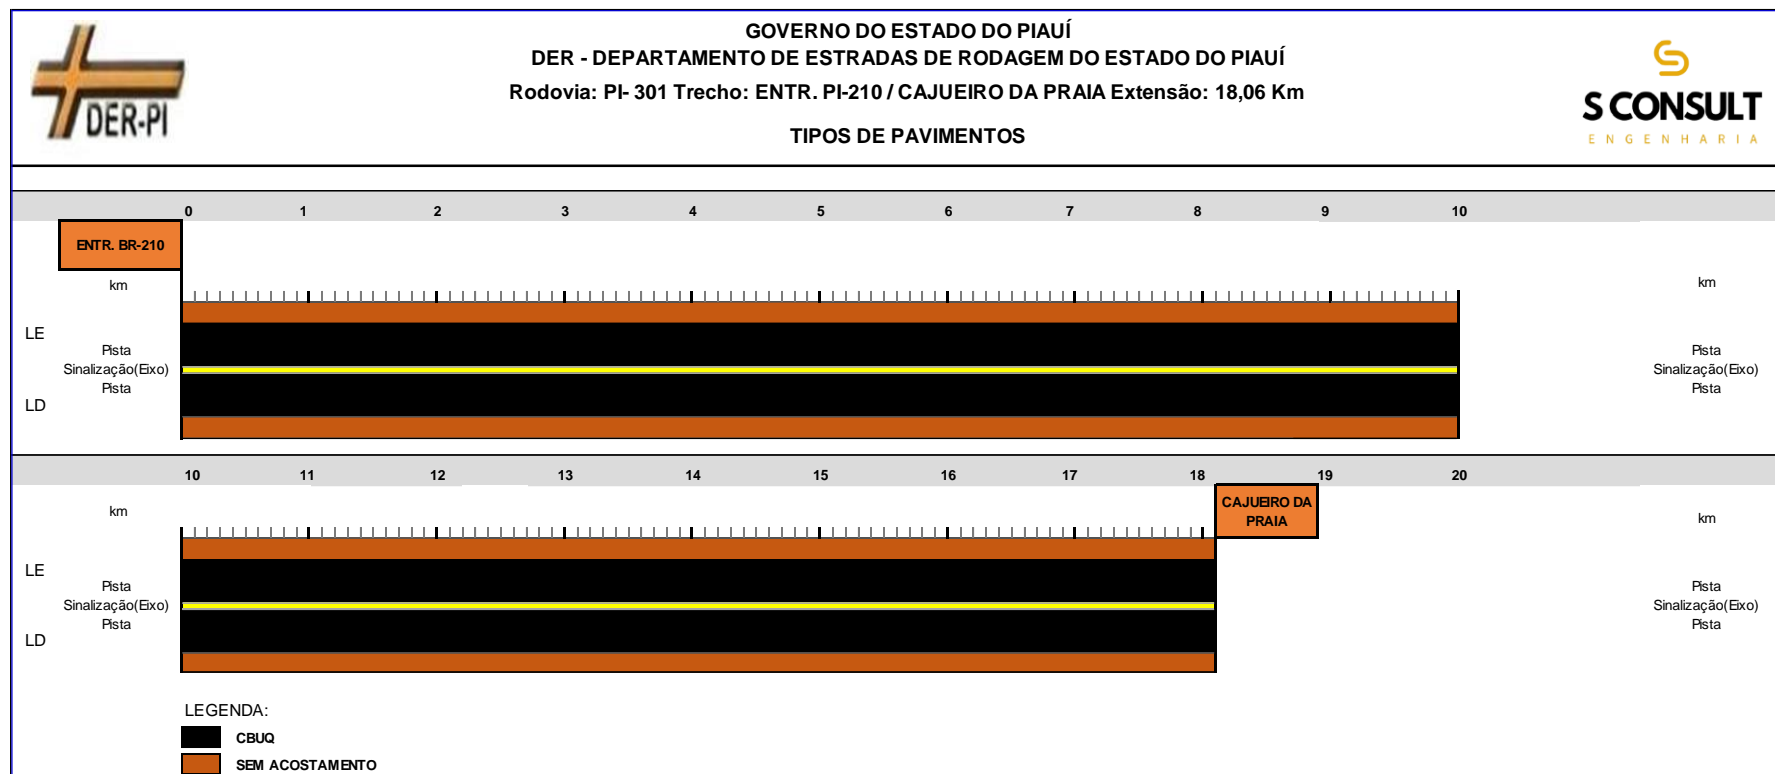 DER-PI
GOVERNO DO ESTADO DO PIAUÍ
DER - DEPARTAMENTO DE ESTRADAS DE RODAGEM DO ESTADO DO PIAUÍ
Rodovia: PI- 301 Trecho: ENTR. PI-210 / CAJUEIRO DA PRAIA Extensão: 18,06 Km
TIPOS DE PAVIMENTOS
S CONSULT
ENGENHARIA
0 1 2 3 4 5 6 7 8 9 10
ENTR. BR-210
km km
LE
Pista Pista
Sinalização(Eixo) Sinalização(Eixo)
Pista Pista
LD
10 11 12 13 14 15 16 17 18 19 20
CAJUEIRO DA
PRAIA
km km
LE
Pista Pista
Sinalização(Eixo) Sinalização(Eixo)
Pista Pista
LD
LEGENDA:
CBUQ
SEM ACOSTAMENTO